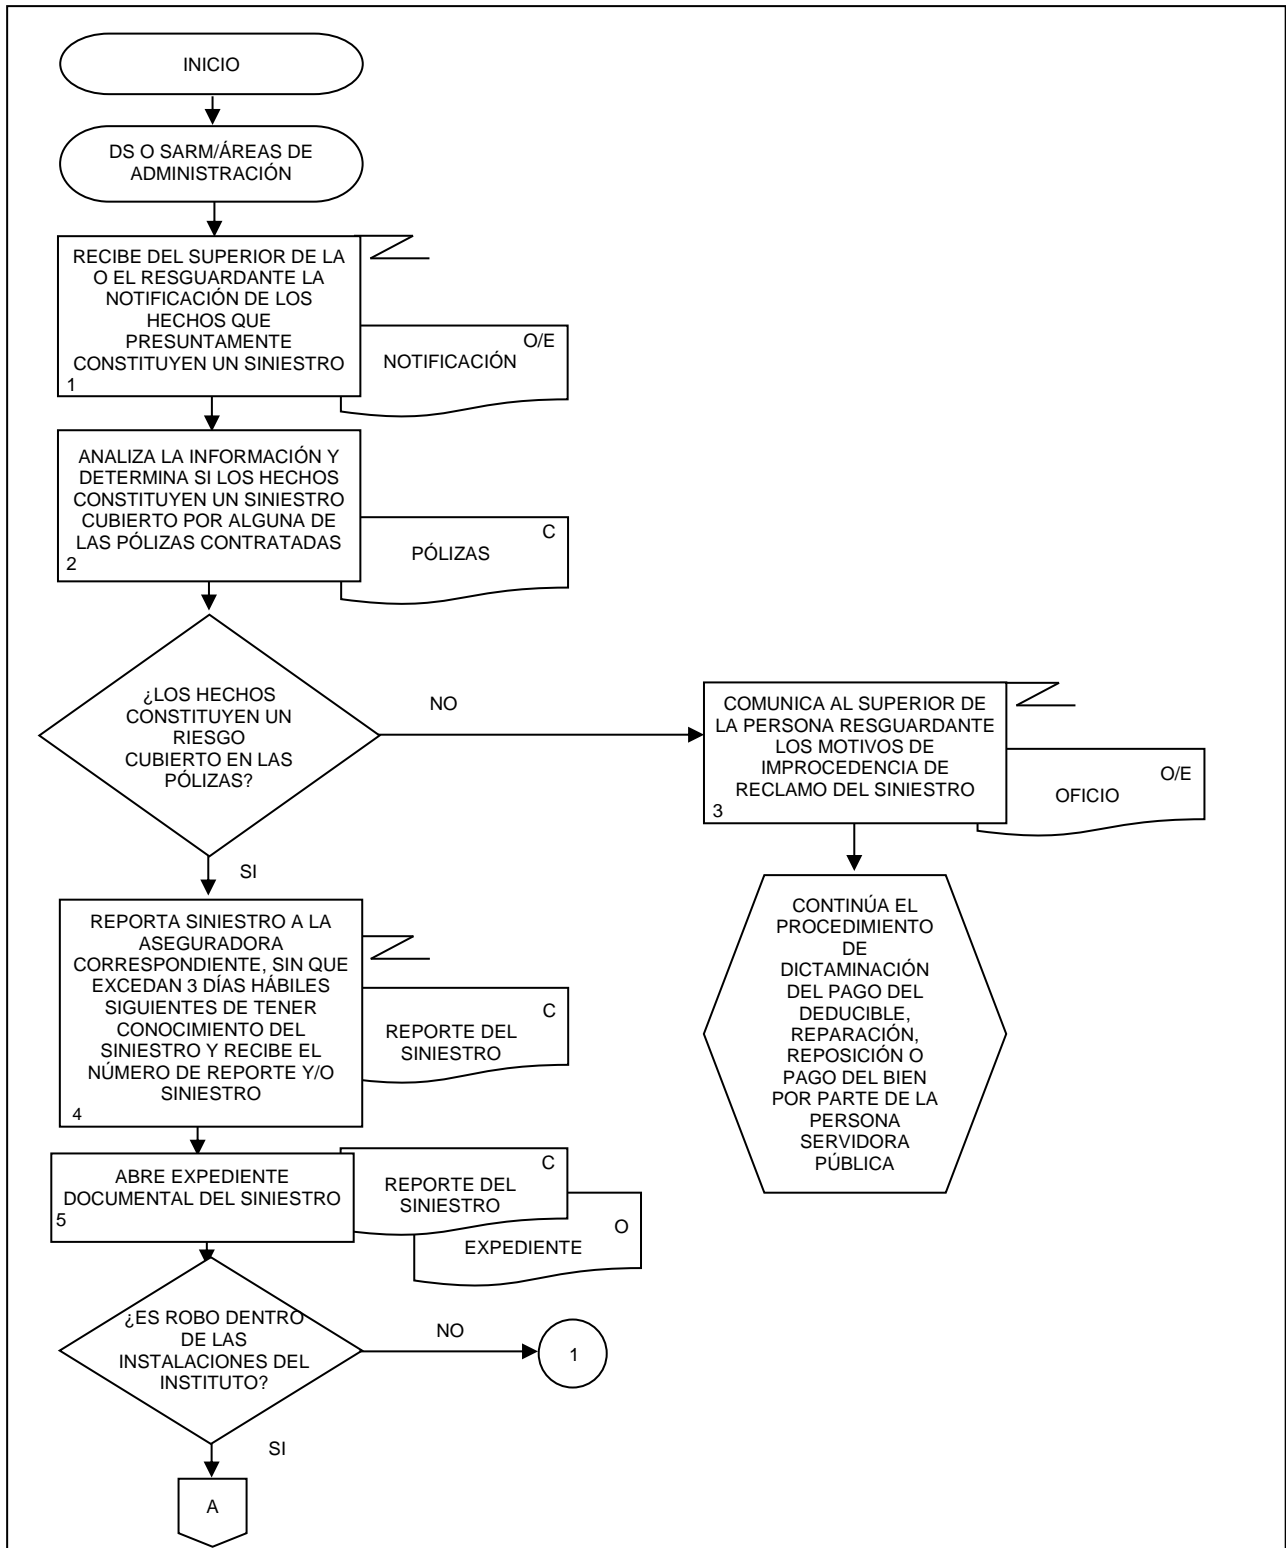 INICIO
DS O SARM/ÁREAS DE
ADMINISTRACIÓN
RECIBE DEL SUPERIOR DE LA
O EL RESGUARDANTE LA
NOTIFICACIÓN DE LOS
HECHOS QUE
PRESUNTAMENTE
CONSTITUYEN UN SINIESTRO
1
O/E
NOTIFICACIÓN
ANALIZA LA INFORMACIÓN Y
DETERMINA SI LOS HECHOS
CONSTITUYEN UN SINIESTRO
CUBIERTO POR ALGUNA DE
LAS PÓLIZAS CONTRATADAS
2
C
PÓLIZAS
¿LOS HECHOS
CONSTITUYEN UN
RIESGO
CUBIERTO EN LAS
PÓLIZAS?
NO
COMUNICA AL SUPERIOR DE
LA PERSONA RESGUARDANTE
LOS MOTIVOS DE
IMPROCEDENCIA DE
RECLAMO DEL SINIESTRO
3
O/E
OFICIO
CONTINÚA EL
PROCEDIMIENTO
DE
DICTAMINACIÓN
DEL PAGO DEL
DEDUCIBLE,
REPARACIÓN,
REPOSICIÓN O
PAGO DEL BIEN
POR PARTE DE LA
PERSONA
SERVIDORA
PÚBLICA
SI
REPORTA SINIESTRO A LA
ASEGURADORA
CORRESPONDIENTE, SIN QUE
EXCEDAN 3 DÍAS HÁBILES
SIGUIENTES DE TENER
CONOCIMIENTO DEL
SINIESTRO Y RECIBE EL
NÚMERO DE REPORTE Y/O
SINIESTRO
4
C
REPORTE DEL
SINIESTRO
ABRE EXPEDIENTE
DOCUMENTAL DEL SINIESTRO
5
C
REPORTE DEL
SINIESTRO
O
EXPEDIENTE
¿ES ROBO DENTRO
DE LAS
INSTALACIONES DEL
INSTITUTO?
NO
1
SI
A